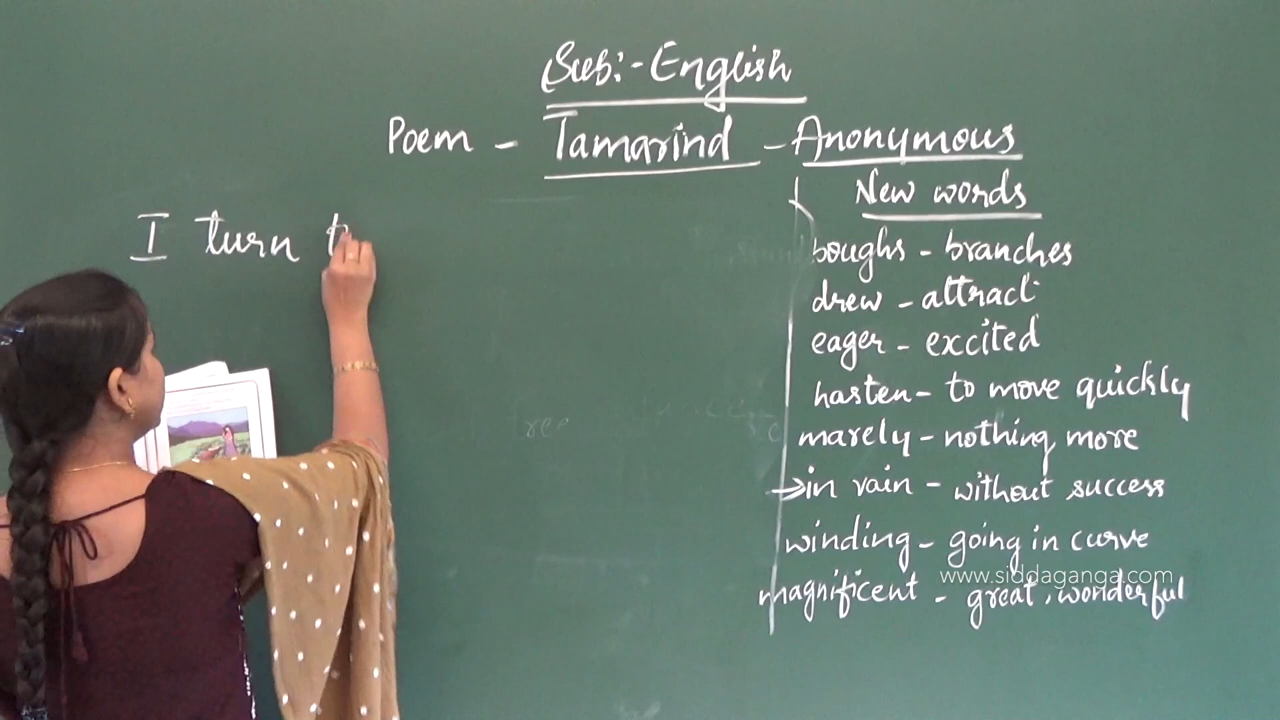 Sub:- English
Poem - Tamarind - Anonymous
New words
I turn t
boughs - branches
drew - attract
eager - excited
hasten - to move quickly
marely - nothing more
→ in vain - without success
winding - going in curve
www.siddaganga.com
magnificent - great, wonderful